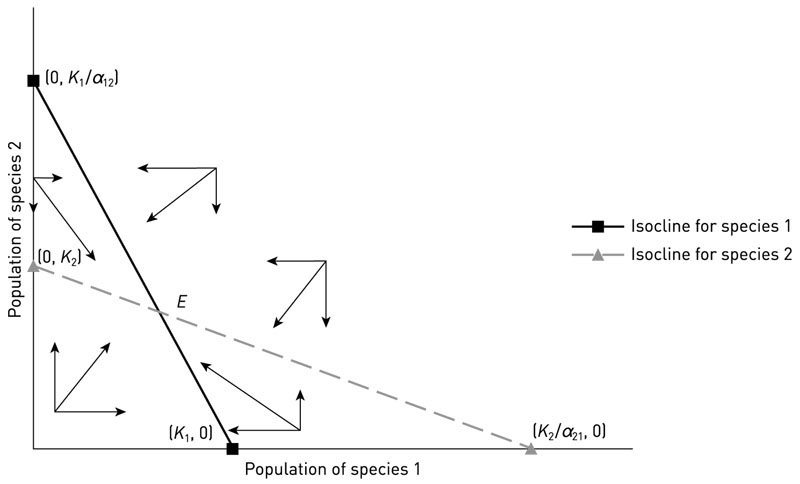 (0, K₁/α₁₂)
Population of species 2
(0, K₂)
E
(K₁, 0)
(K₂/α₂₁, 0)
Population of species 1
Isocline for species 1
Isocline for species 2